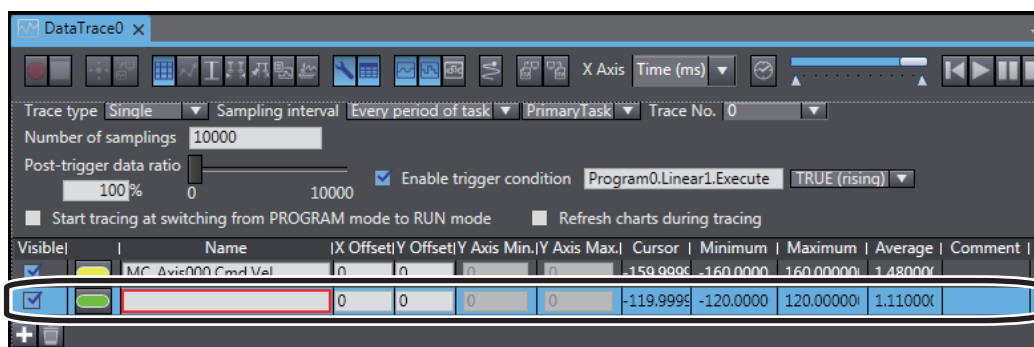 DataTrace0
X Axis Time (ms)
Trace type Single Sampling interval Every period of task PrimaryTask Trace No. 0
Number of samplings 10000
Post-trigger data ratio
100 % 0 10000
Enable trigger condition Program0.Linear1.Execute TRUE (rising)
Start tracing at switching from PROGRAM mode to RUN mode Refresh charts during tracing
Visible Name X Offset Y Offset Y Axis Min. Y Axis Max. Cursor Minimum Maximum Average Comment
MC_Axis000.Cmd.Vel 0 0 0 0 -159.9999 -160.0000 160.00000 1.480000
0 0 0 0 -119.9999 -120.0000 120.00000 1.110000